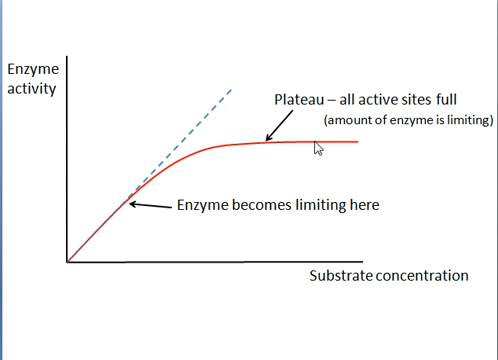 Enzyme
activity
Plateau – all active sites full
(amount of enzyme is limiting)
Enzyme becomes limiting here
Substrate concentration